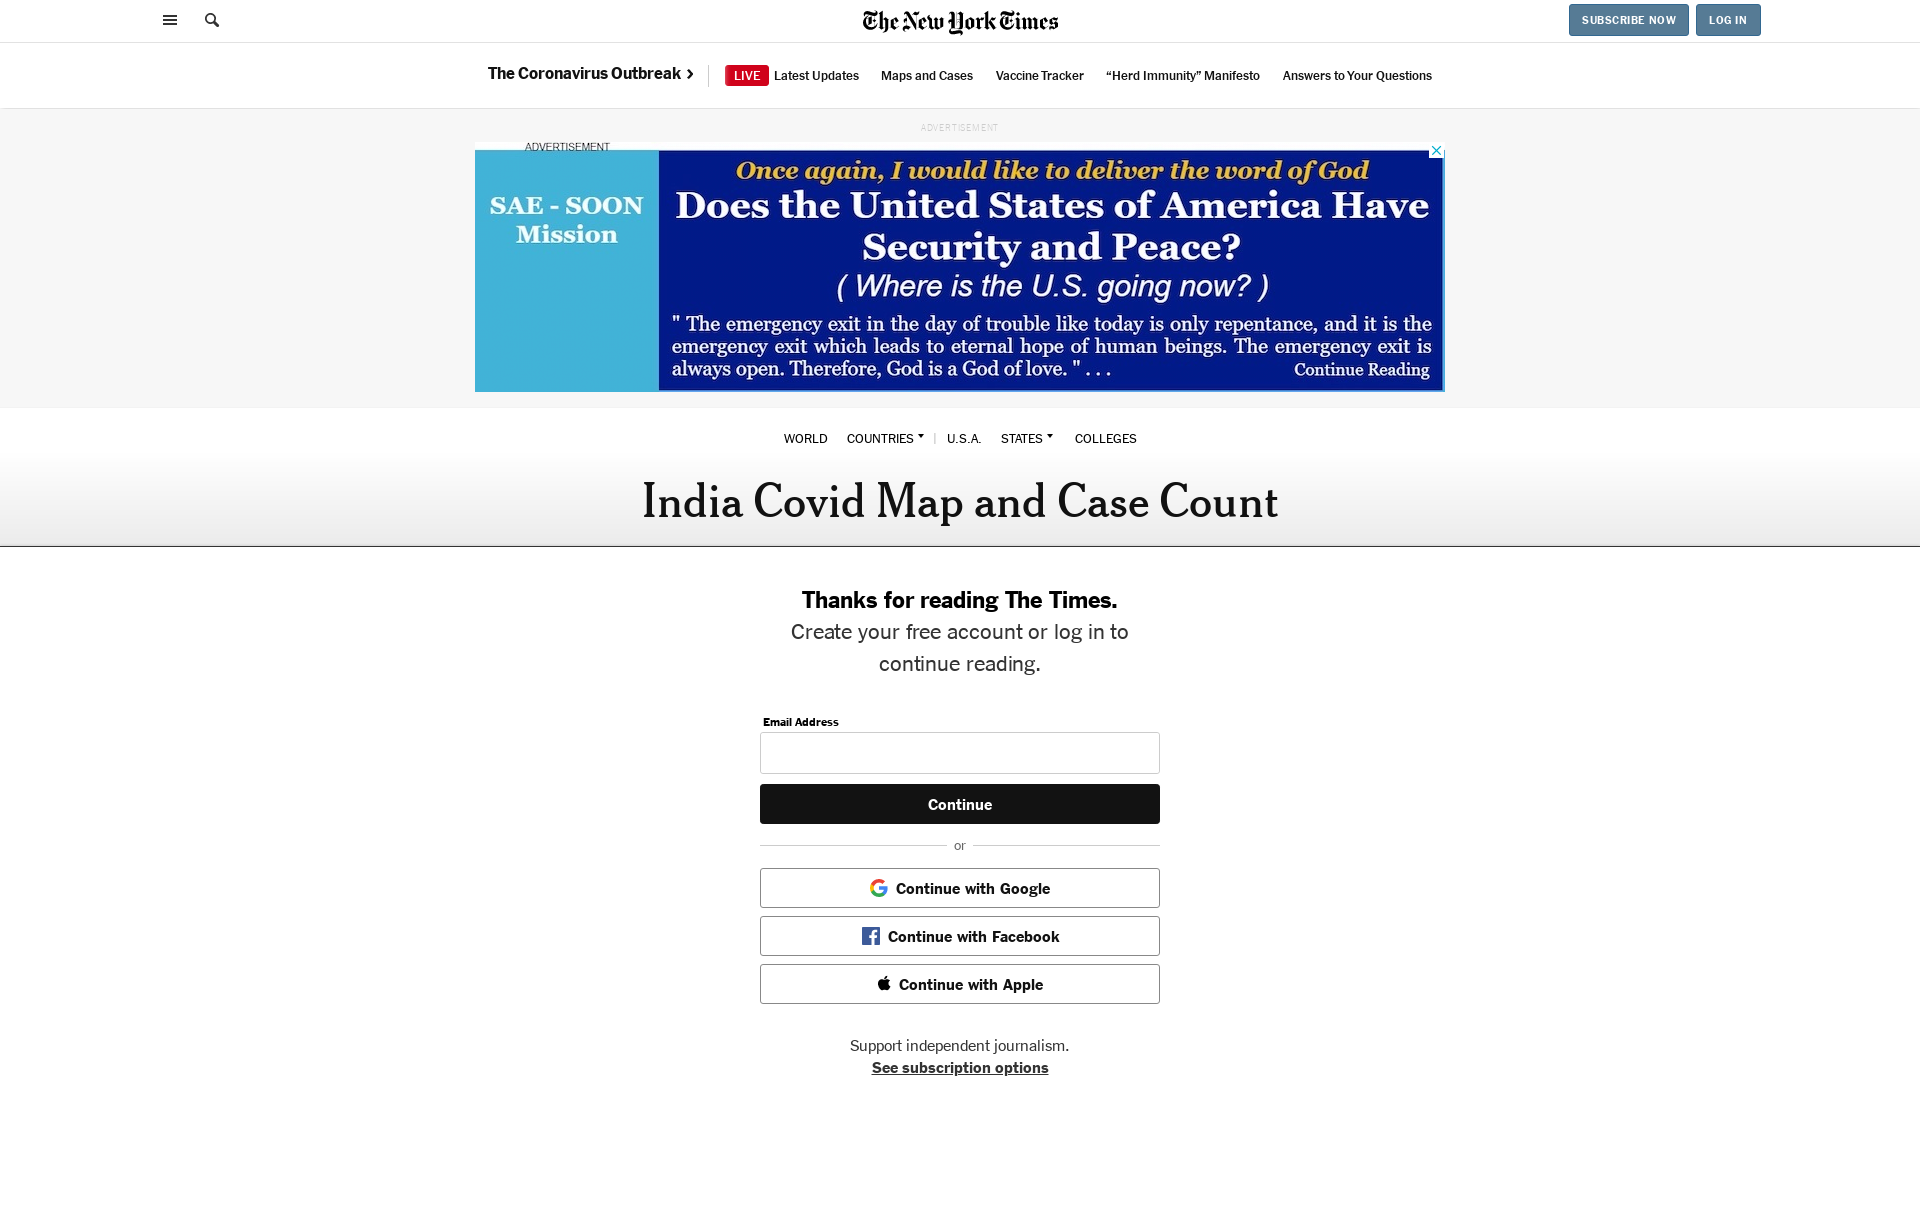 The New York Times
SUBSCRIBE NOW
LOG IN
The Coronavirus Outbreak
LIVE Latest Updates
Maps and Cases
Vaccine Tracker
“Herd Immunity” Manifesto
Answers to Your Questions
ADVERTISEMENT
ADVERTISEMENT
SAE - SOON
Mission
Once again, I would like to deliver the word of God
Does the United States of America Have
Security and Peace?
( Where is the U.S. going now? )
" The emergency exit in the day of trouble like today is only repentance, and it is the
emergency exit which leads to eternal hope of human beings. The emergency exit is
always open. Therefore, God is a God of love. " . . .
Continue Reading
WORLD
COUNTRIES
U.S.A.
STATES
COLLEGES
India Covid Map and Case Count
Thanks for reading The Times.
Create your free account or log in to
continue reading.
Email Address
Continue
or
Continue with Google
Continue with Facebook
Continue with Apple
Support independent journalism.
See subscription options